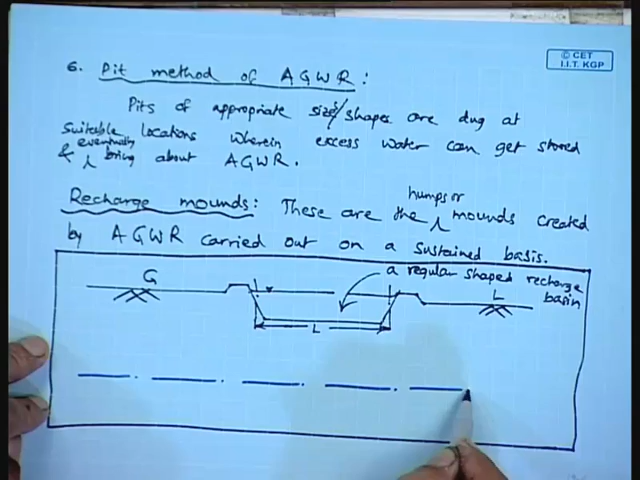 © CET
I.I.T. KGP
6. Pit method of AGWR:
Pits of appropriate sizes/shapes are dug at
suitable locations wherein excess water can get stored
& eventually bring about AGWR.
Recharge mounds: These are the humps or mounds created
by AGWR carried out on a sustained basis.
a regular shaped recharge
basin
G
L
L